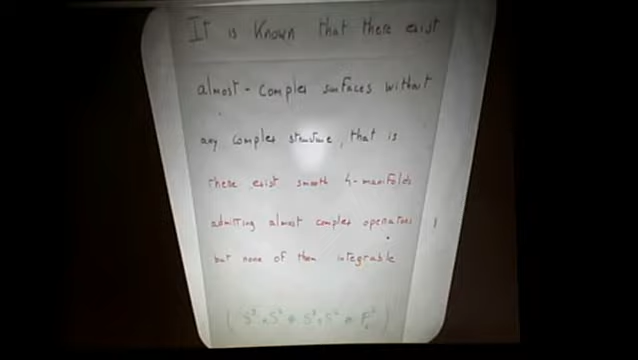 It is known that there exist
almost-complex surfaces without
any complex structure, that is
there exist smooth 4-manifolds
admitting almost complex operators,
but none of them integrable